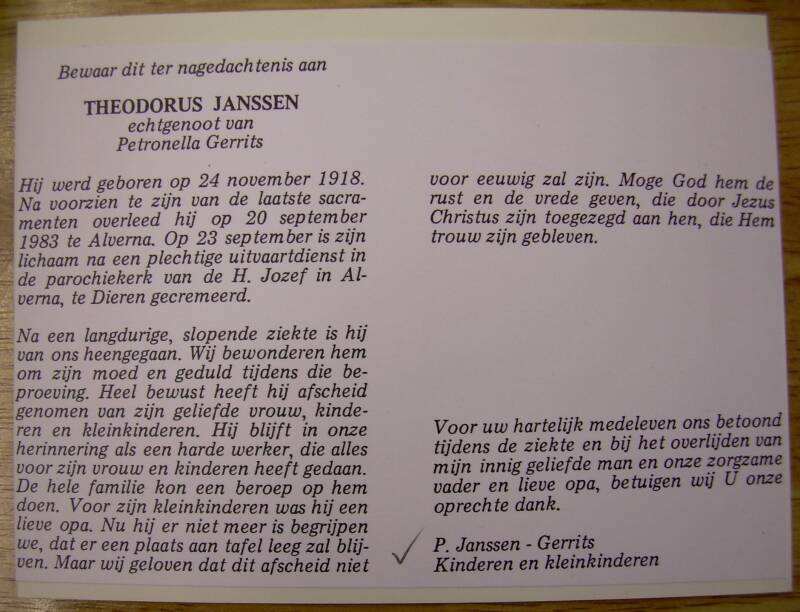 Bewaar dit ter nagedachtenis aan
THEODORUS JANSSEN
echtgenoot van
Petronella Gerrits
Hij werd geboren op 24 november 1918.
Na voorzien te zijn van de laatste sacra-
menten overleed hij op 20 september
1983 te Alverna. Op 23 september is zijn
lichaam na een plechtige uitvaartdienst in
de parochiekerk van de H. Jozef in Al-
verna, te Dieren gecremeerd.
Na een langdurige, slopende ziekte is hij
van ons heengegaan. Wij bewonderen hem
om zijn moed en geduld tijdens die be-
proeving. Heel bewust heeft hij afscheid
genomen van zijn geliefde vrouw, kinde-
ren en kleinkinderen. Hij blijft in onze
herinnering als een harde werker, die alles
voor zijn vrouw en kinderen heeft gedaan.
De hele familie kon een beroep op hem
doen. Voor zijn kleinkinderen was hij een
lieve opa. Nu hij er niet meer is begrijpen
we, dat er een plaats aan tafel leeg zal blij-
ven. Maar wij geloven dat dit afscheid niet
voor eeuwig zal zijn. Moge God hem de
rust en de vrede geven, die door Jezus
Christus zijn toegezegd aan hen, die Hem
trouw zijn gebleven.
Voor uw hartelijk medeleven ons betoond
tijdens de ziekte en bij het overlijden van
mijn innig geliefde man en onze zorgzame
vader en lieve opa, betuigen wij U onze
oprechte dank.
P. Janssen - Gerrits
Kinderen en kleinkinderen